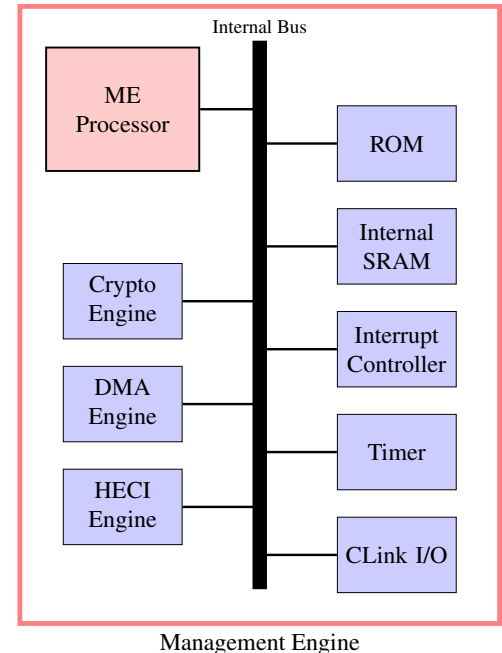 Internal Bus
ME
Processor
ROM
Internal
SRAM
Crypto
Engine
Interrupt
Controller
DMA
Engine
Timer
HECI
Engine
CLink I/O
Management Engine